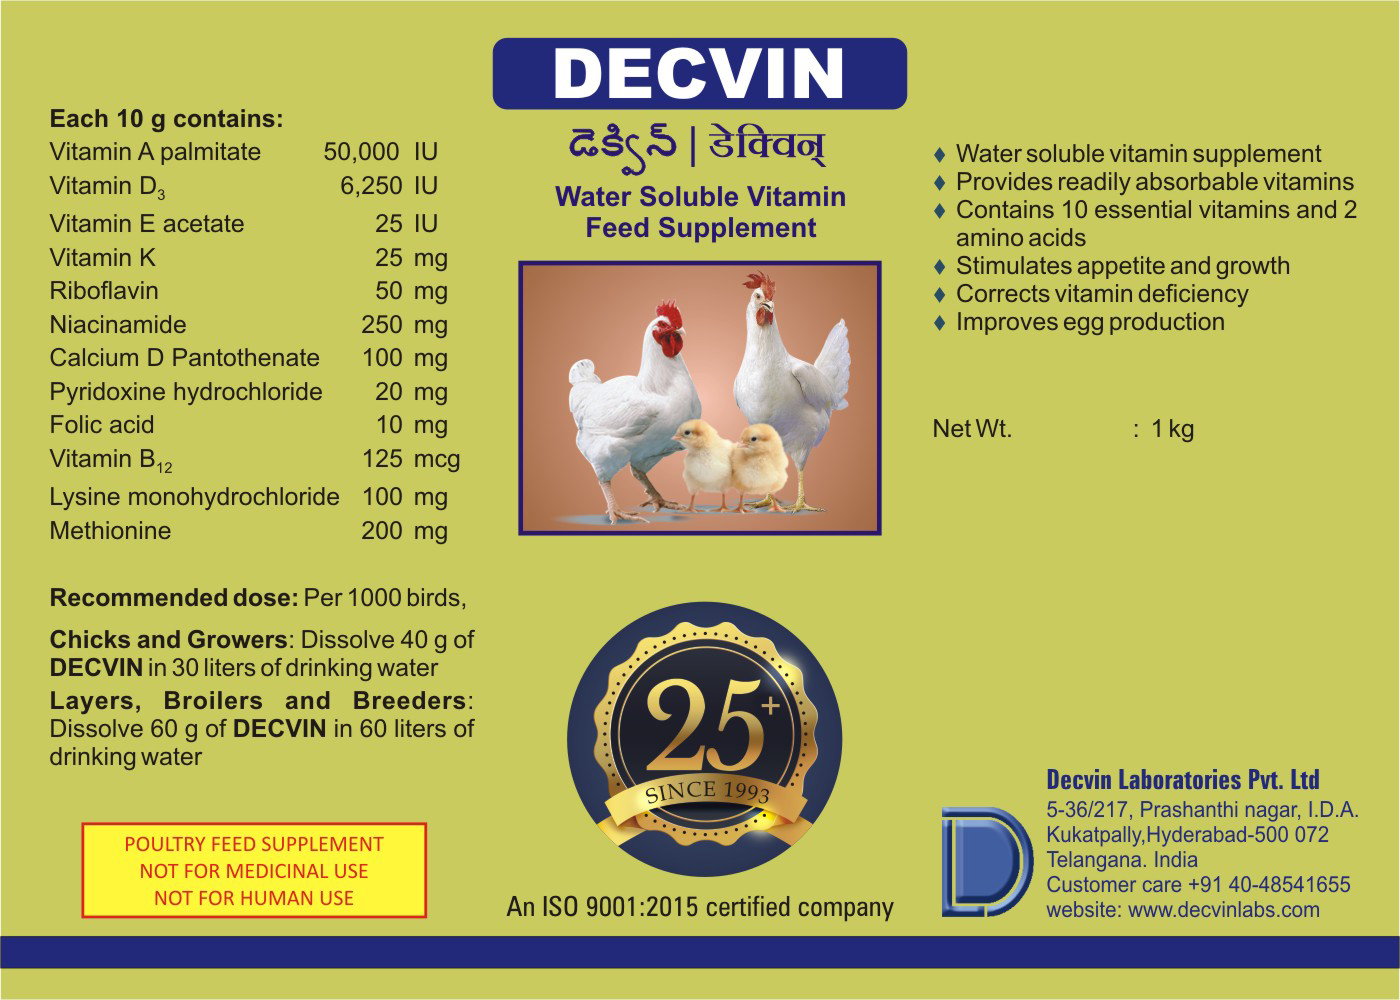 DECVIN
డెక్విన్ | डेक्विन्
Water Soluble Vitamin
Feed Supplement
Each 10 g contains:
Vitamin A palmitate 50,000 IU
Vitamin D3 6,250 IU
Vitamin E acetate 25 IU
Vitamin K 25 mg
Riboflavin 50 mg
Niacinamide 250 mg
Calcium D Pantothenate 100 mg
Pyridoxine hydrochloride 20 mg
Folic acid 10 mg
Vitamin B12 125 mcg
Lysine monohydrochloride 100 mg
Methionine 200 mg
Recommended dose: Per 1000 birds,
Chicks and Growers: Dissolve 40 g of
DECVIN in 30 liters of drinking water
Layers, Broilers and Breeders:
Dissolve 60 g of DECVIN in 60 liters of
drinking water
POULTRY FEED SUPPLEMENT
NOT FOR MEDICINAL USE
NOT FOR HUMAN USE
25+
SINCE 1993
An ISO 9001:2015 certified company
♦ Water soluble vitamin supplement
♦ Provides readily absorbable vitamins
♦ Contains 10 essential vitamins and 2
amino acids
♦ Stimulates appetite and growth
♦ Corrects vitamin deficiency
♦ Improves egg production
Net Wt. : 1 kg
D
Decvin Laboratories Pvt. Ltd
5-36/217, Prashanthi nagar, I.D.A.
Kukatpally,Hyderabad-500 072
Telangana. India
Customer care +91 40-48541655
website: www.decvinlabs.com